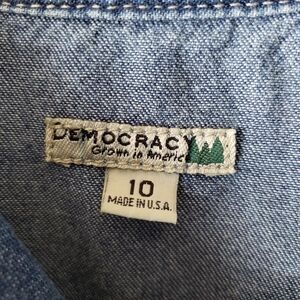 DEMOCRACY
Grown in America
10
MADE IN U.S.A.